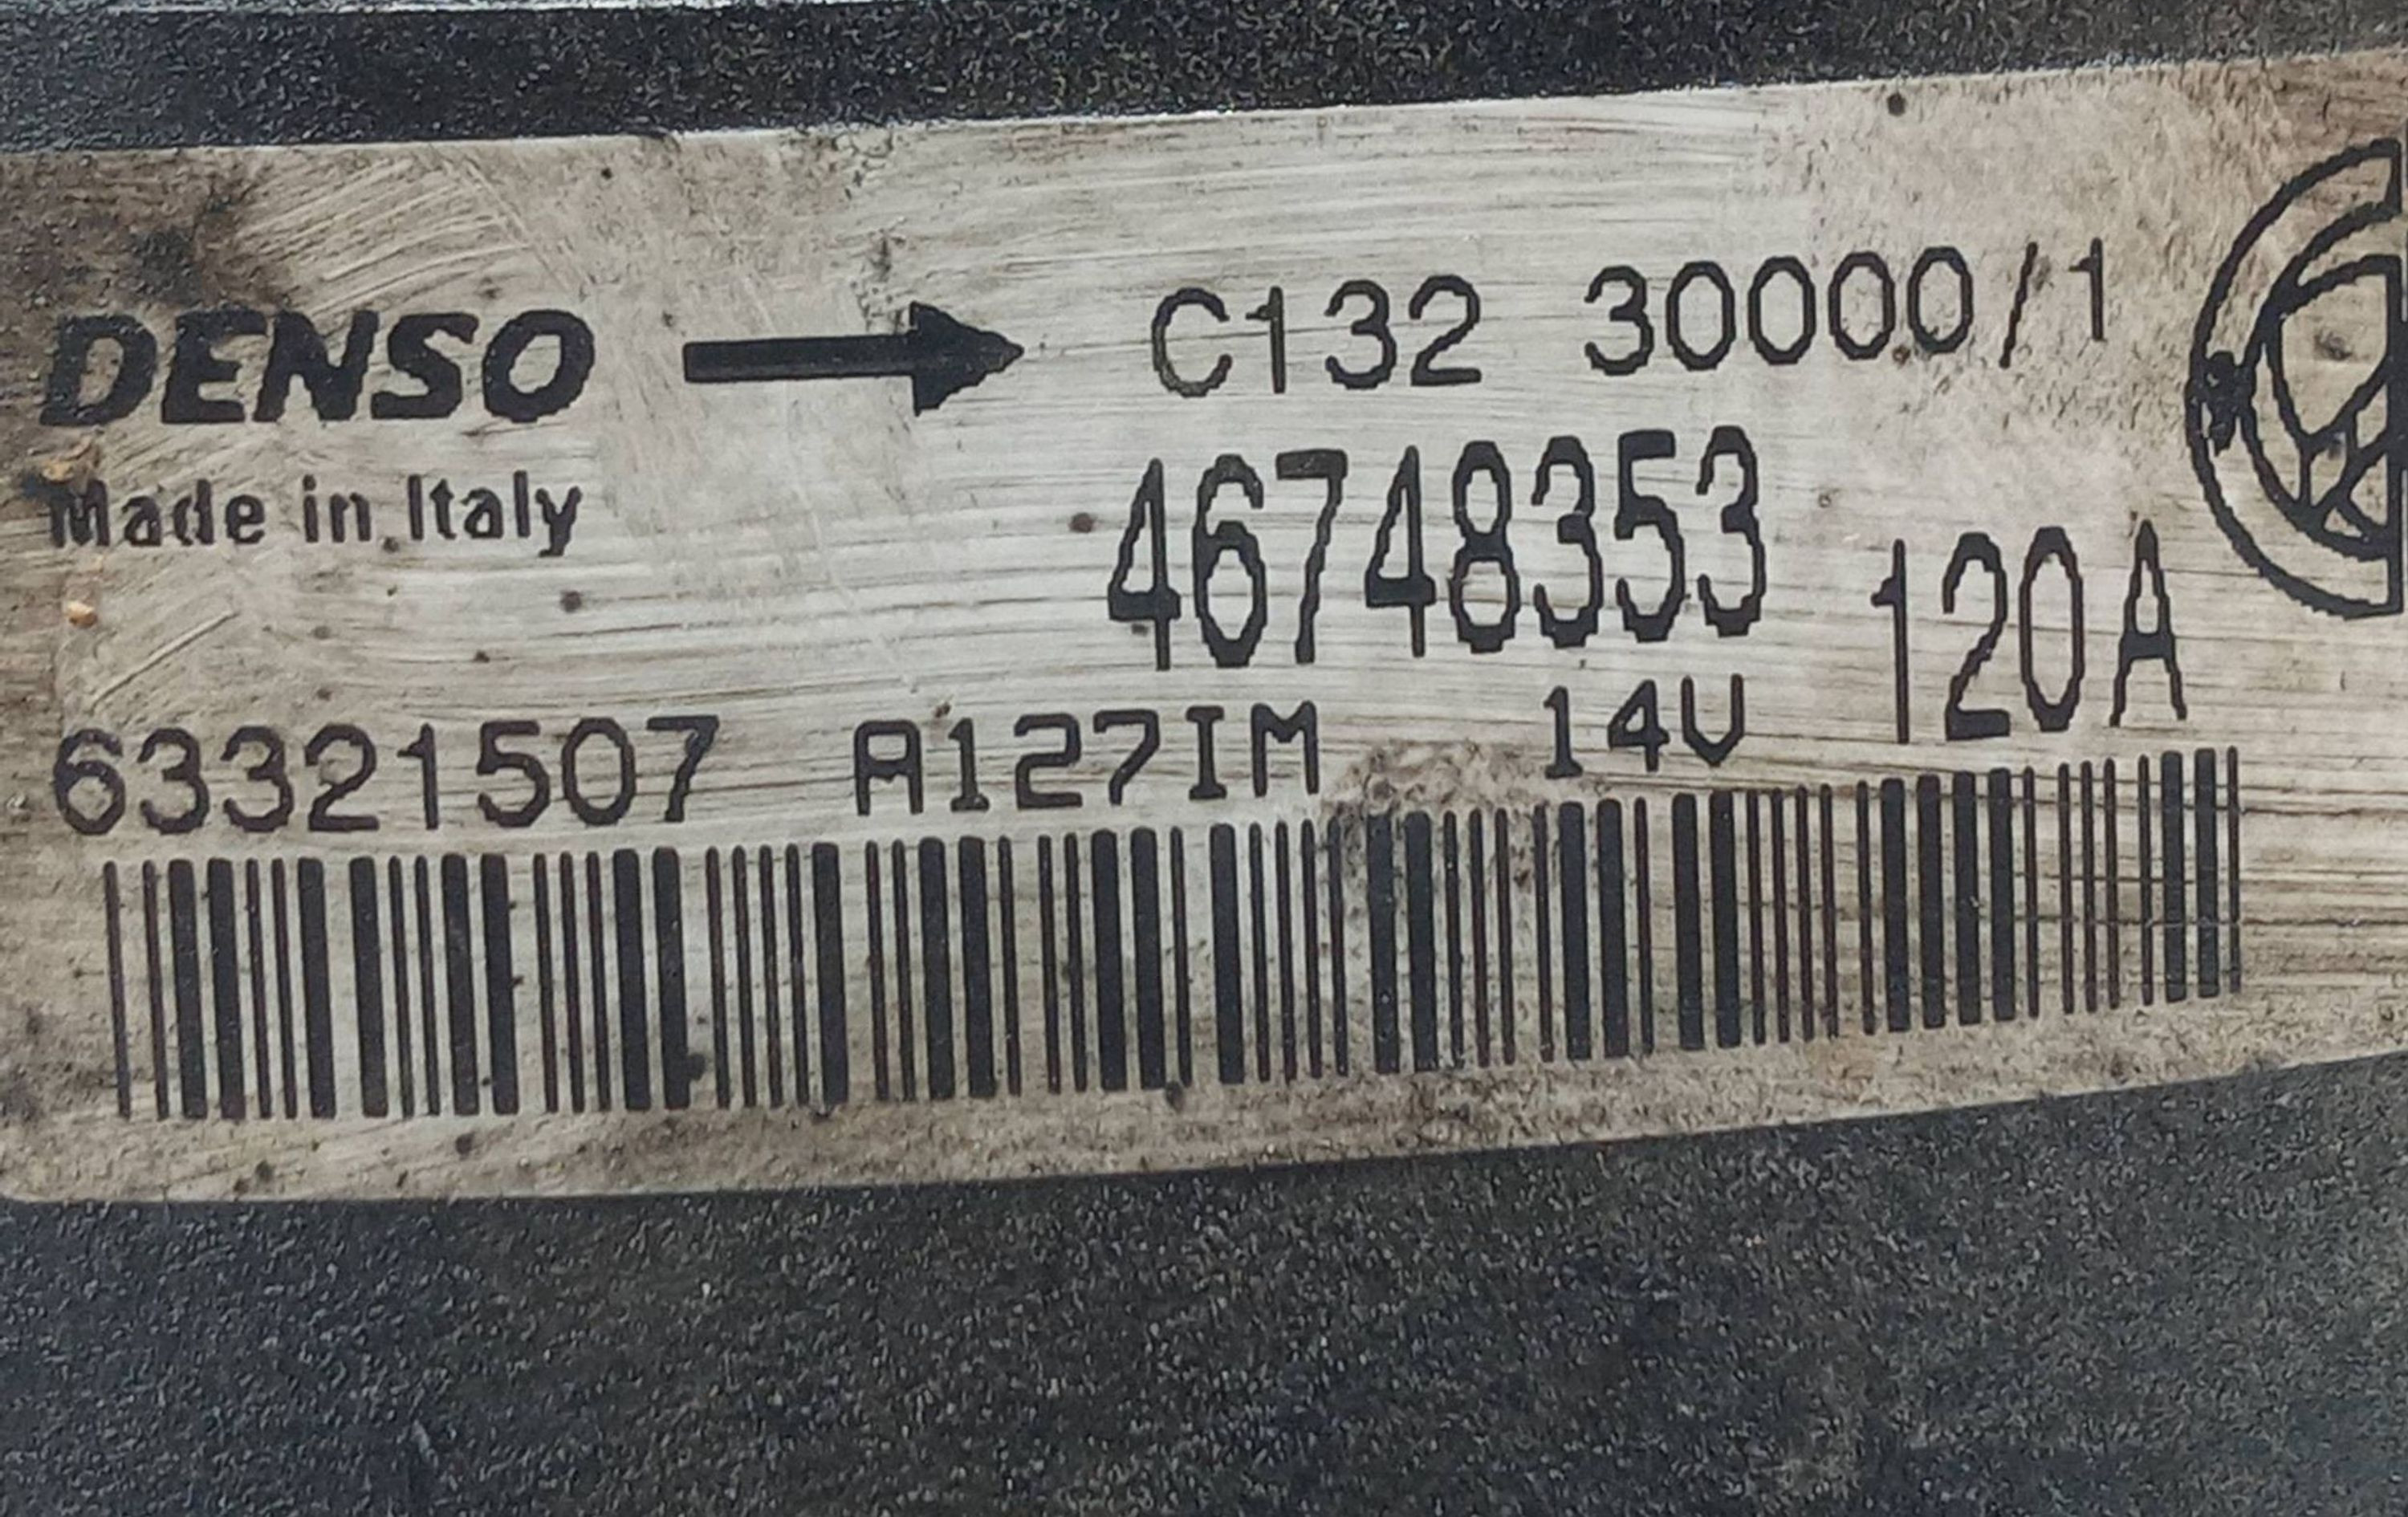 DENSO C132 30000/1
Made in Italy 46748353
120A
63321507 A127IM 14V